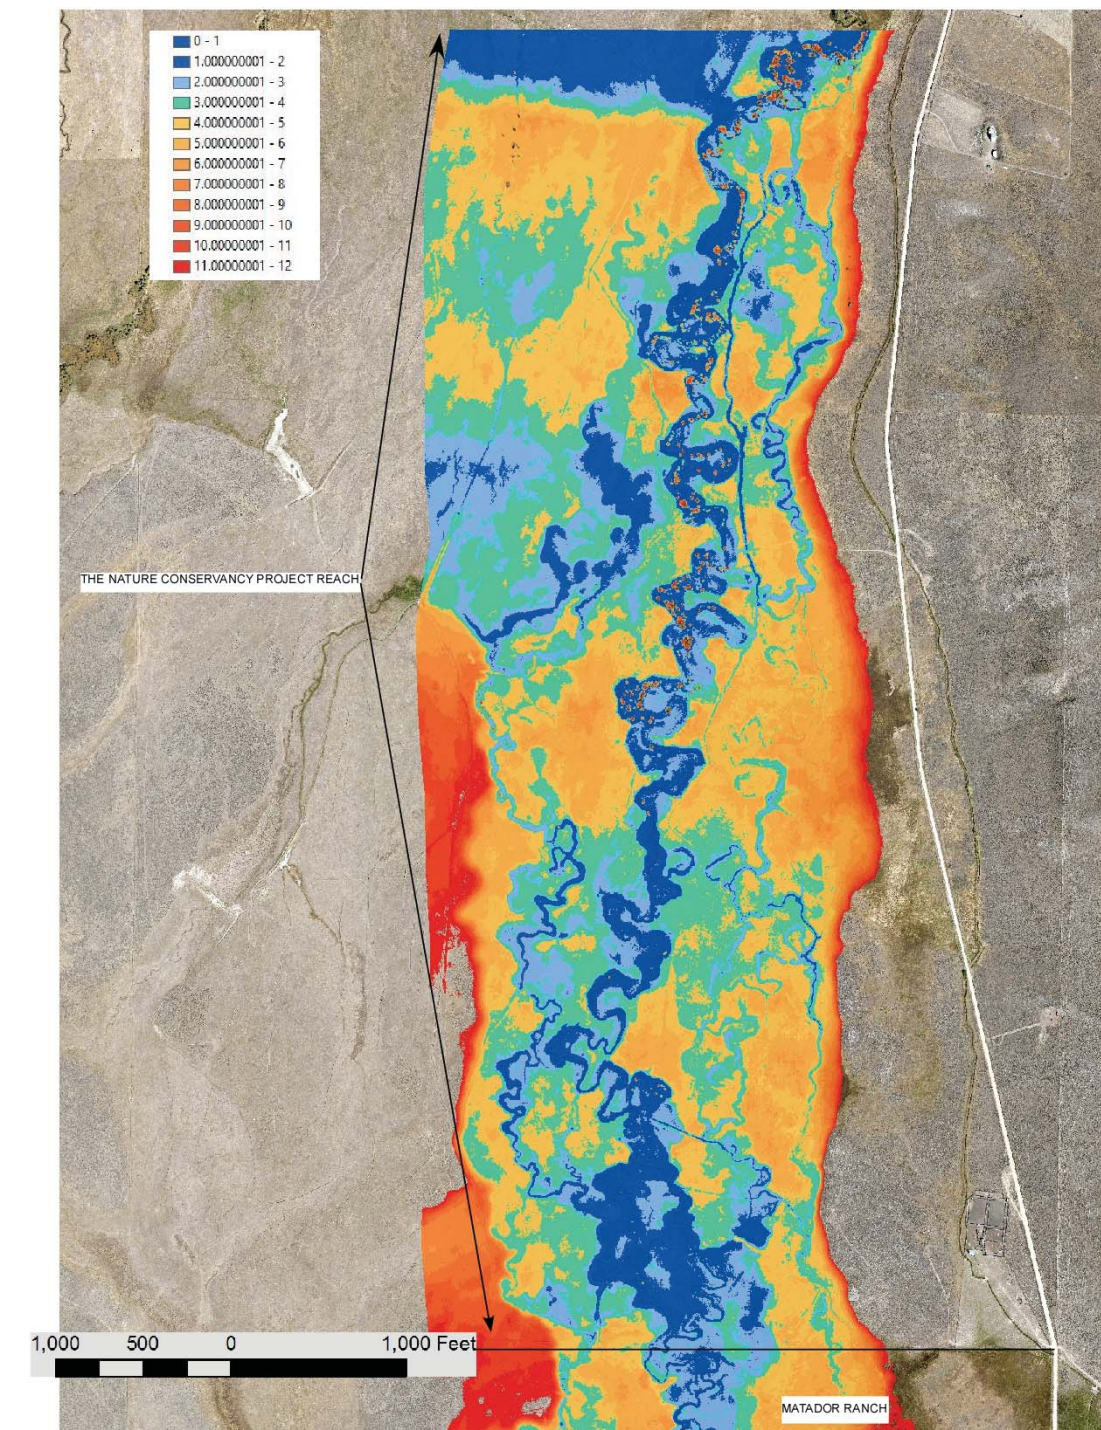 0 - 1
1.000000001 - 2
2.000000001 - 3
3.000000001 - 4
4.000000001 - 5
5.000000001 - 6
6.000000001 - 7
7.000000001 - 8
8.000000001 - 9
9.000000001 - 10
10.00000001 - 11
11.00000001 - 12
THE NATURE CONSERVANCY PROJECT REACH
1,000 500 0 1,000 Feet
MATADOR RANCH